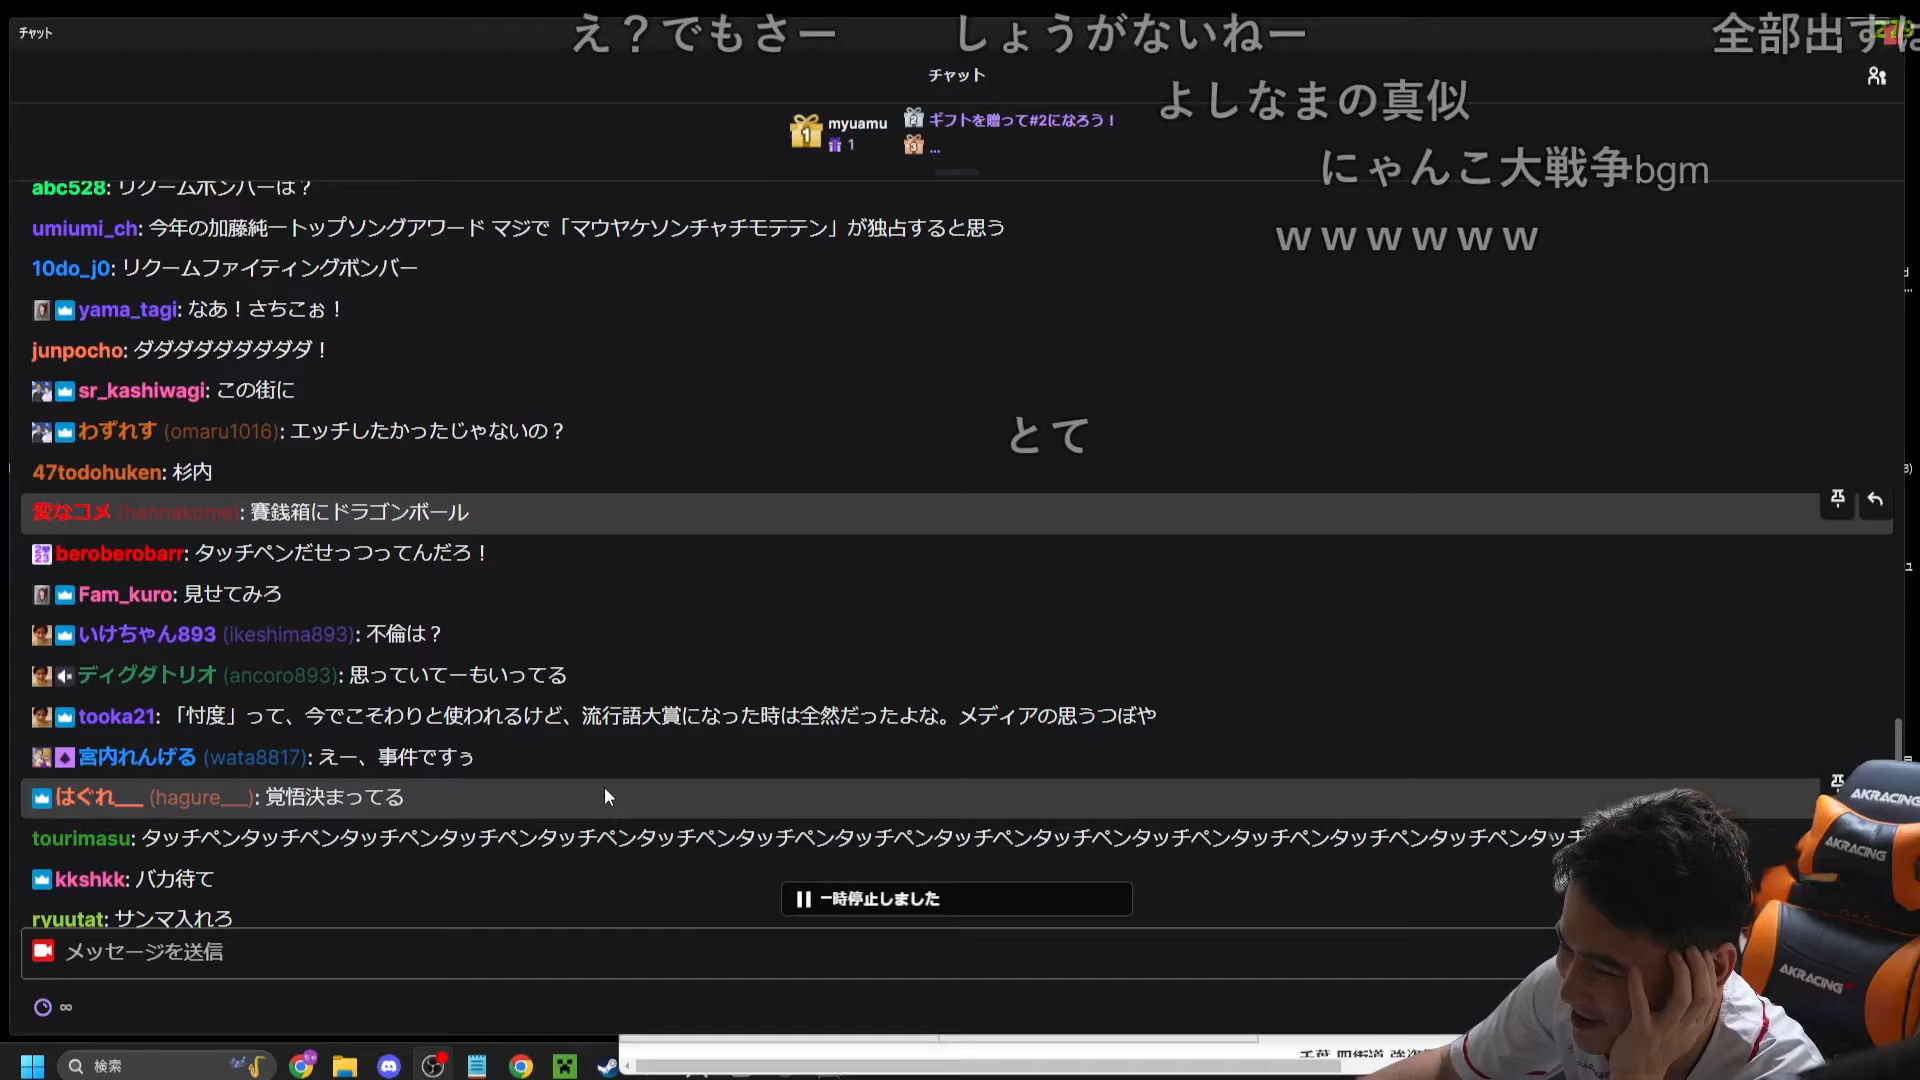 チャット
え？でもさー
しょうがないねー
全部出すは
チャット
よしなまの真似
1 myuamu
1
2 ギフトを贈って#2になろう！
3 ...
にゃんこ大戦争bgm
abc528: リクームボンバーは？
umiumi_ch: 今年の加藤純一トップソングアワード マジで「マウヤケソンチャチモテテン」が独占すると思う
ｗｗｗｗｗｗ
10do_j0: リクームファイティングボンバー
yama_tagi: なあ！さちこぉ！
junpocho: ダダダダダダダダダ！
sr_kashiwagi: この街に
わずれす (omaru1016): エッチしたかったじゃないの？
とて
47todohuken: 杉内
変なコメ (hennakome): 賽銭箱にドラゴンボール
beroberobarr: タッチペンだせっつってんだろ！
Fam_kuro: 見せてみろ
いけちゃん893 (ikeshima893): 不倫は？
ディグダトリオ (ancoro893): 思っていてーもいってる
tooka21: 「忖度」って、今でこそわりと使われるけど、流行語大賞になった時は全然だったよな。メディアの思うつぼや
宮内れんげる (wata8817): えー、事件ですぅ
はぐれ___ (hagure___): 覚悟決まってる
tourimasu: タッチペンタッチペンタッチペンタッチペンタッチペンタッチペンタッチペンタッチペンタッチペンタッチペンタッチペンタッチペンタッチペンタッチペンタッチ
kkshkk: バカ待て
一時停止しました
ryuutat: サンマ入れろ
メッセージを送信
∞
検索
AKRACING
AKRACING
AKRACING